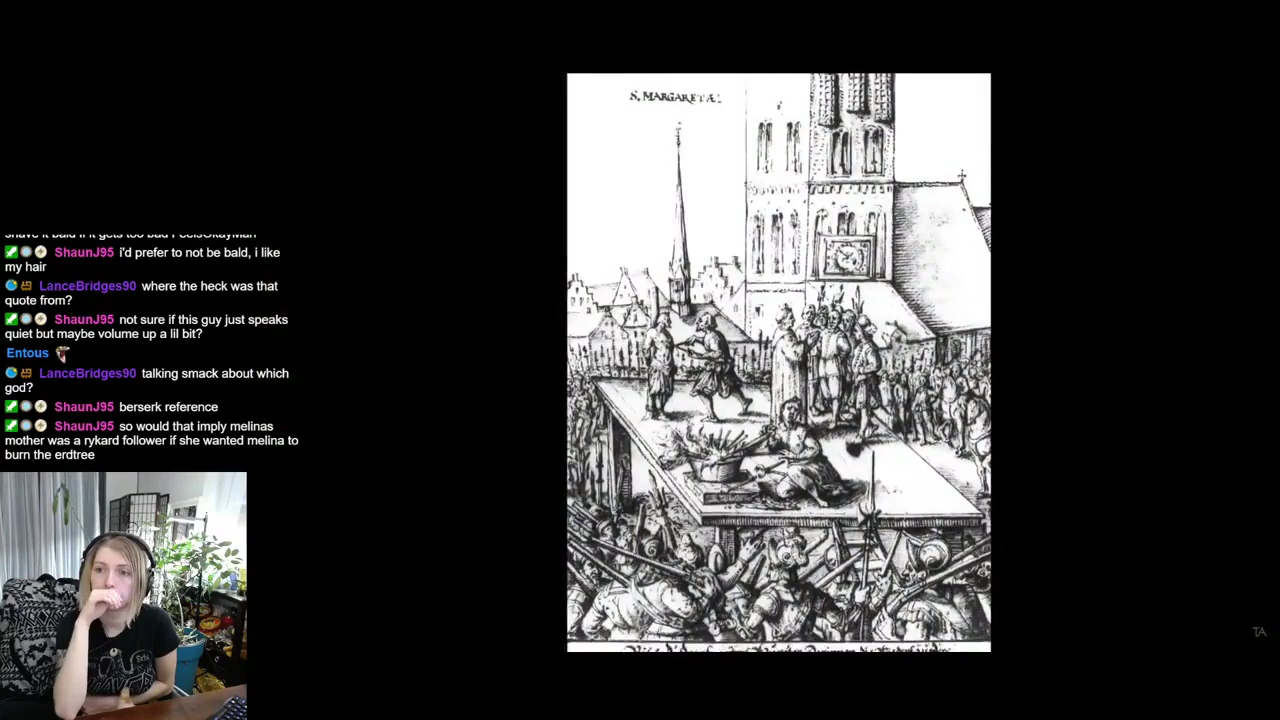 S. MARGARETÆ.
ShaunJ95 i'd prefer to not be bald, i like
my hair
LanceBridges90 where the heck was that
quote from?
ShaunJ95 not sure if this guy just speaks
quiet but maybe volume up a lil bit?
Entous
LanceBridges90 talking smack about which
god?
ShaunJ95 berserk reference
ShaunJ95 so would that imply melinas
mother was a rykard follower if she wanted melina to
burn the erdtree
TA